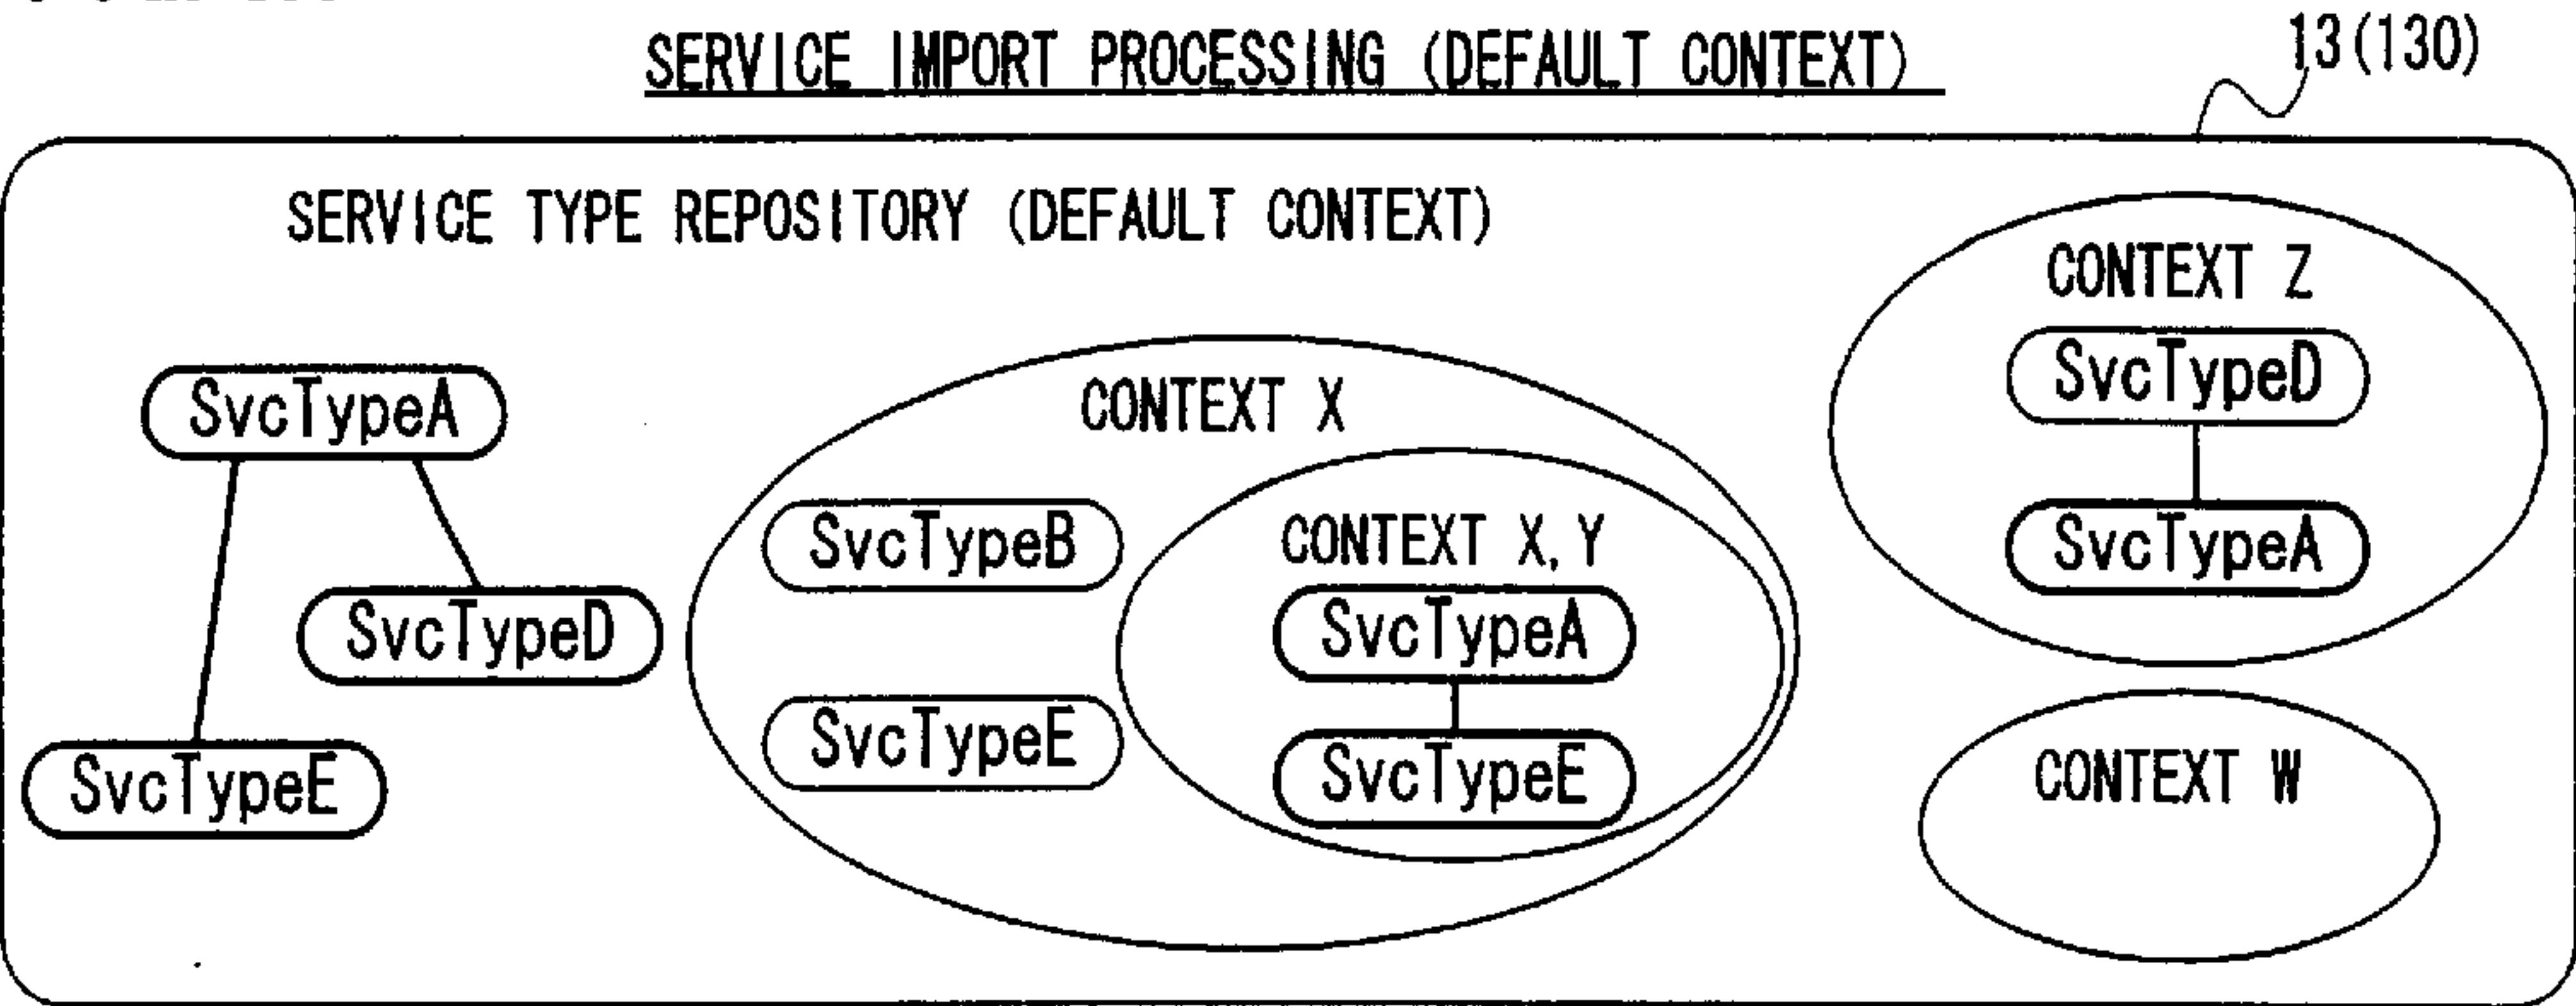 SERVICE IMPORT PROCESSING (DEFAULT CONTEXT)
13(130)
SERVICE TYPE REPOSITORY (DEFAULT CONTEXT)
SvcTypeA
SvcTypeD
SvcTypeE
CONTEXT X
SvcTypeB
SvcTypeE
CONTEXT X, Y
SvcTypeA
SvcTypeE
CONTEXT Z
SvcTypeD
SvcTypeA
CONTEXT W